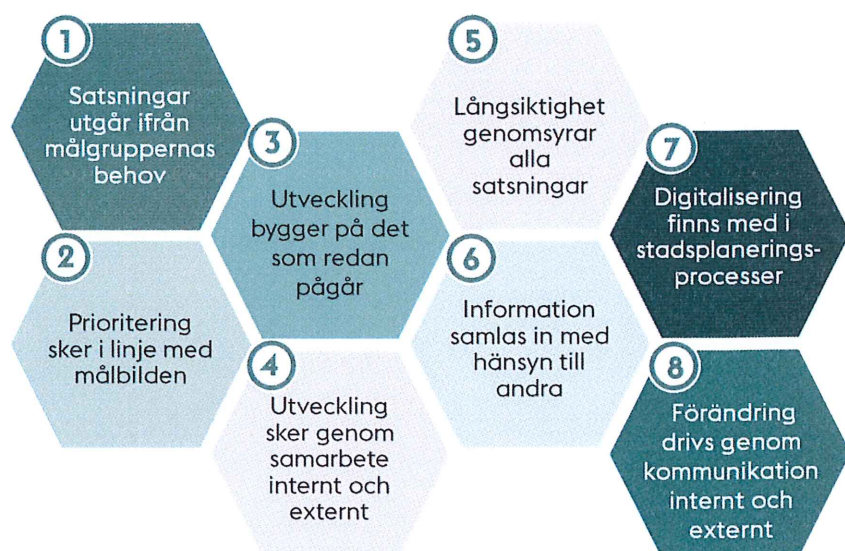 1
Satsningar
utgår ifrån
målgruppernas
behov
2
Prioritering
sker i linje med
målbilden
3
Utveckling
bygger på det
som redan
pågår
4
Utveckling
sker genom
samarbete
internt och
externt
5
Långsiktighet
genomsyrar
alla
satsningar
6
Information
samlas in med
hänsyn till
andra
7
Digitalisering
finns med i
stadsplanerings-
processer
8
Förändring
drivs genom
kommunikation
internt och
externt